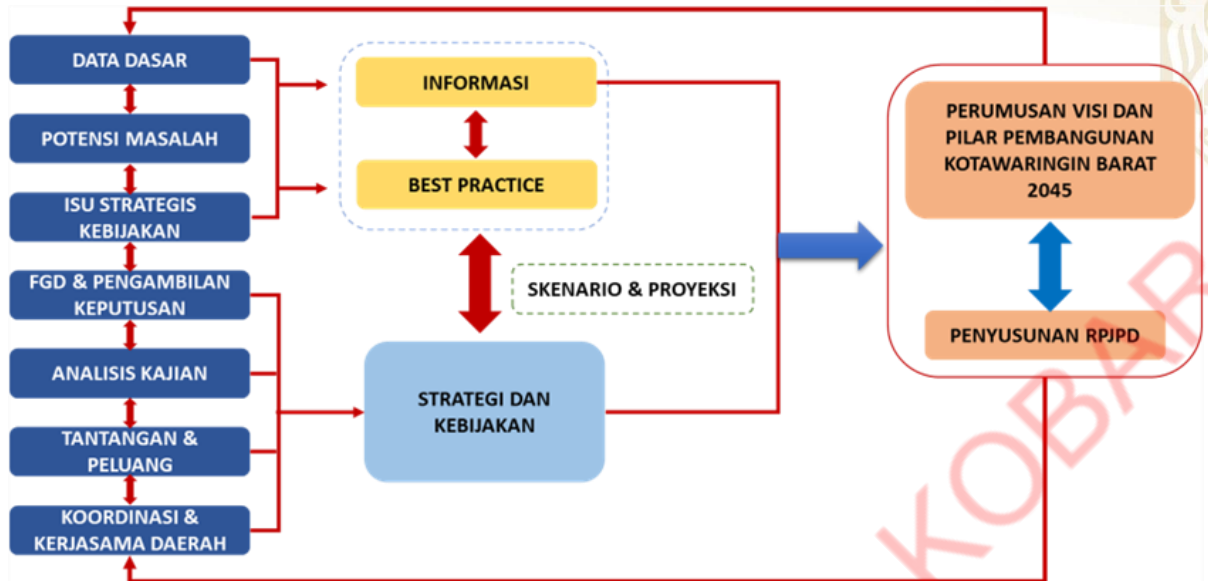 DATA DASAR
POTENSI MASALAH
ISU STRATEGIS
KEBIJAKAN
FGD & PENGAMBILAN
KEPUTUSAN
ANALISIS KAJIAN
TANTANGAN &
PELUANG
KOORDINASI &
KERJASAMA DAERAH
INFORMASI
BEST PRACTICE
SKENARIO & PROYEKSI
STRATEGI DAN
KEBIJAKAN
PERUMUSAN VISI DAN
PILAR PEMBANGUNAN
KOTAWARINGIN BARAT
2045
PENYUSUNAN RPJPD
KOBAR